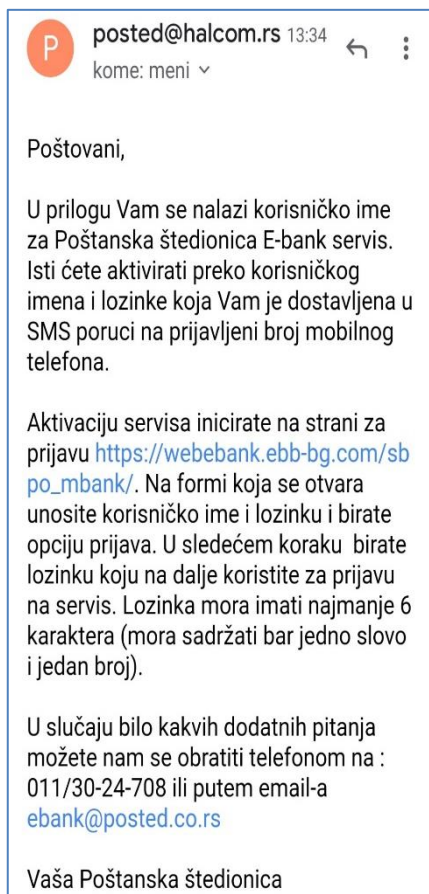 P
posted@halcom.rs 13:34
kome: meni
Poštovani,
U prilogu Vam se nalazi korisničko ime
za Poštanska štedionica E-bank servis.
Isti ćete aktivirati preko korisničkog
imena i lozinke koja Vam je dostavljena u
SMS poruci na prijavljeni broj mobilnog
telefona.
Aktivaciju servisa inicirate na strani za
prijavu https://webebank.ebb-bg.com/sb
po_mbank/. Na formi koja se otvara
unosite korisničko ime i lozinku i birate
opciju prijava. U sledećem koraku  birate
lozinku koju na dalje koristite za prijavu
na servis. Lozinka mora imati najmanje 6
karaktera (mora sadržati bar jedno slovo
i jedan broj).
U slučaju bilo kakvih dodatnih pitanja
možete nam se obratiti telefonom na :
011/30-24-708 ili putem email-a
ebank@posted.co.rs
Vaša Poštanska štedionica